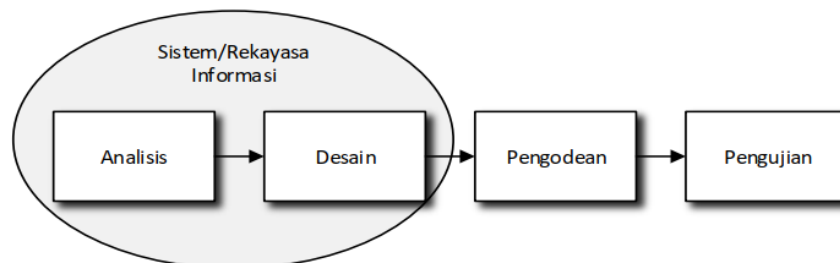 Sistem/Rekayasa
Informasi
Analisis
Desain
Pengodean
Pengujian